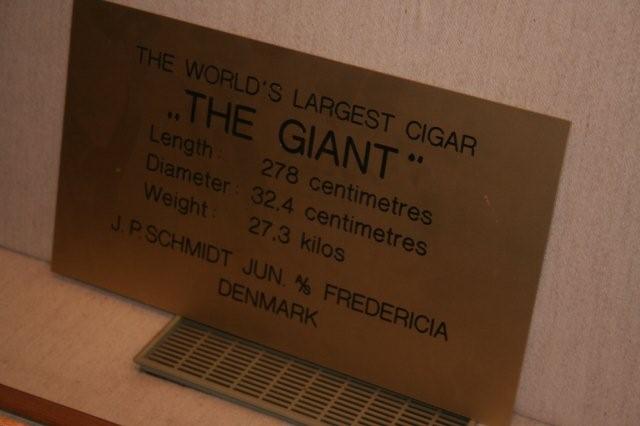 THE WORLD'S LARGEST CIGAR
„THE GIANT"
Length: 278 centimetres
Diameter: 32.4 centimetres
Weight: 27.3 kilos
J. P. SCHMIDT JUN. A/S FREDERICIA
DENMARK